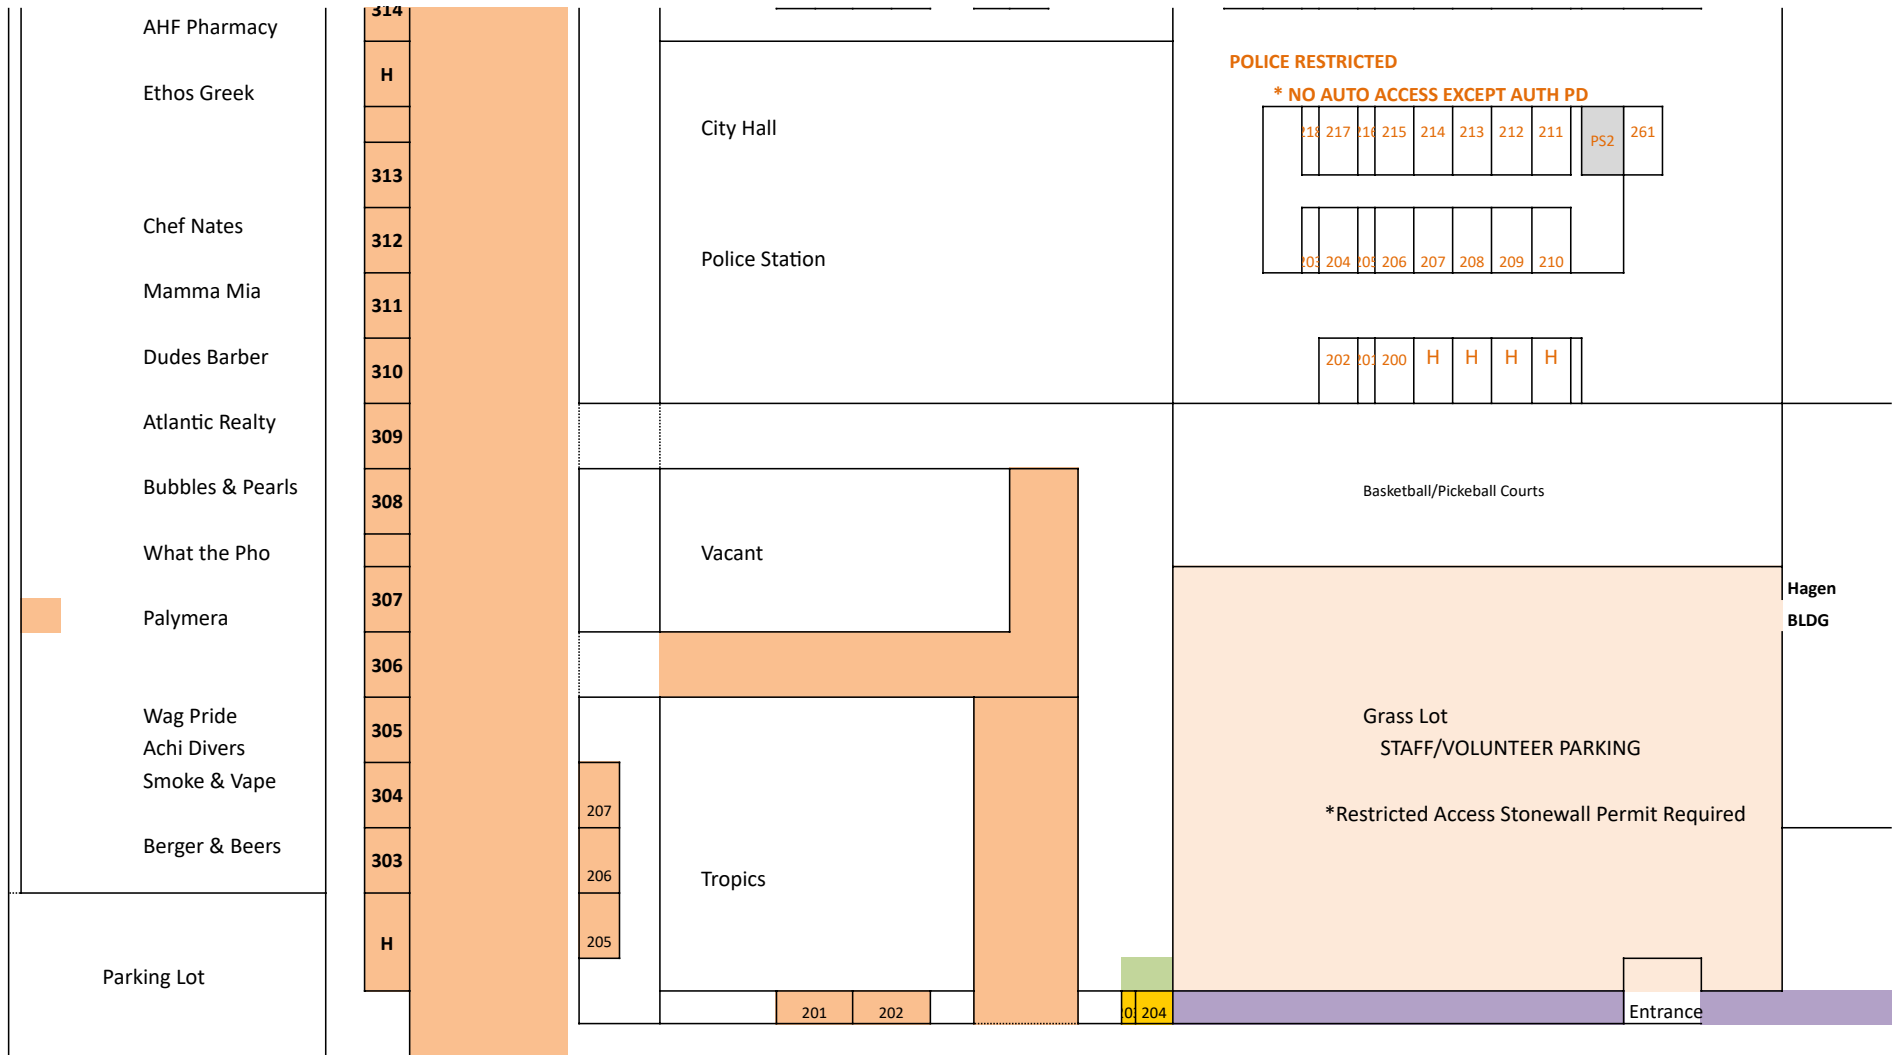 314
AHF Pharmacy
H
POLICE RESTRICTED
Ethos Greek
* NO AUTO ACCESS EXCEPT AUTH PD
City Hall
217 215 214 213 212 211 PS2 261
313
Chef Nates
312
Police Station
204 206 207 208 209 210
Mamma Mia
311
Dudes Barber
310
202 200 H H H H
Atlantic Realty
309
Bubbles & Pearls
308
Basketball/Pickeball Courts
What the Pho
Vacant
307
Hagen
Palymera
BLDG
306
Wag Pride
305
Grass Lot
Achi Divers
STAFF/VOLUNTEER PARKING
Smoke & Vape
304
207
*Restricted Access Stonewall Permit Required
Berger & Beers
303
206
Tropics
H
205
Parking Lot
201 202 204
Entrance